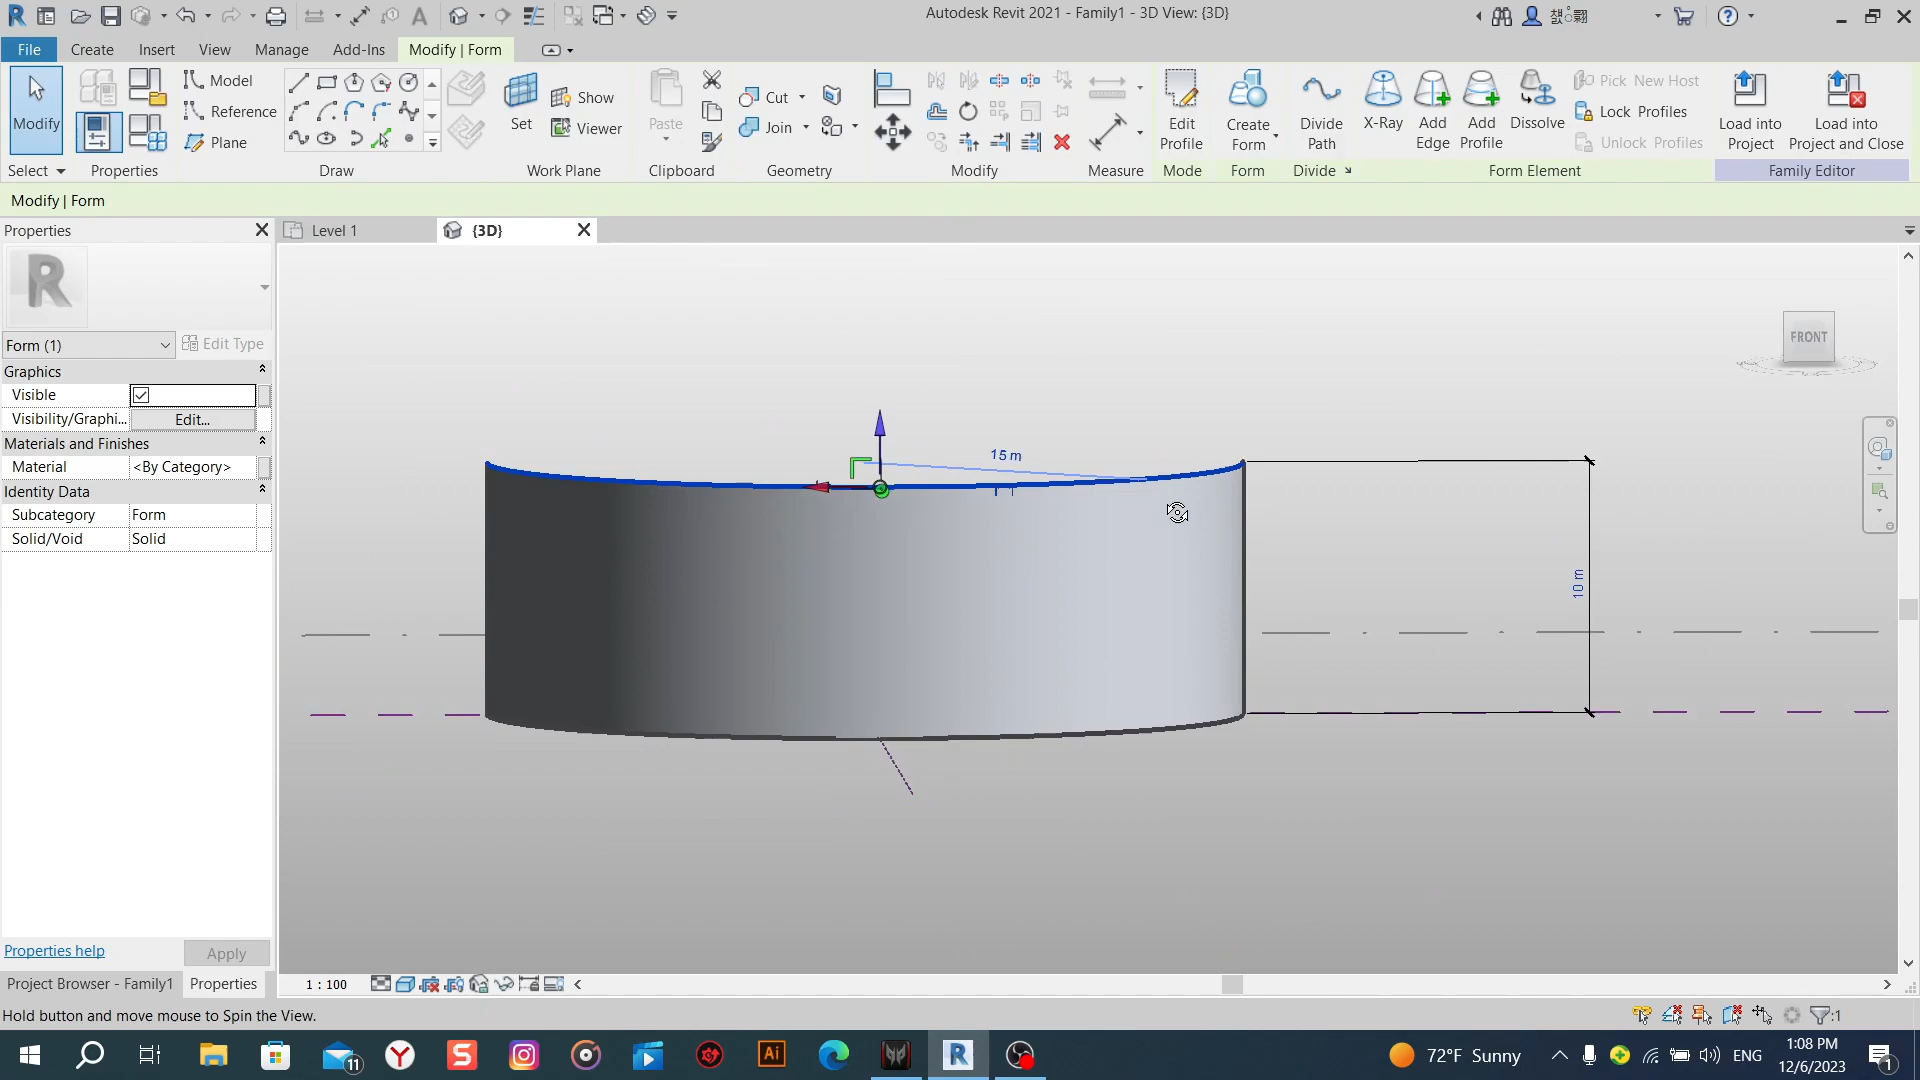 Autodesk Revit 2021 - Family1 - 3D View: {3D}
File
Create
Insert
View
Manage
Add-Ins
Modify | Form
Modify
Model
Reference
Plane
Set
Show
Viewer
Paste
Cut
Join
Edit Profile
Create Form
Divide Path
X-Ray
Add Edge
Add Profile
Dissolve
Pick New Host
Lock Profiles
Unlock Profiles
Load into Project
Load into Project and Close
Select
Properties
Draw
Work Plane
Clipboard
Geometry
Modify
Measure
Mode
Form
Divide
Form Element
Family Editor
Modify | Form
Properties
Level 1
{3D}
R
Form (1)
Edit Type
Graphics
Visible
Visibility/Graphi...
Edit...
Materials and Finishes
Material
<By Category>
Identity Data
Subcategory
Form
Solid/Void
Solid
FRONT
15 m
10 m
Properties help
Apply
Project Browser - Family1
Properties
1 : 100
Hold button and move mouse to Spin the View.
:1
11
72°F Sunny
ENG
1:08 PM
12/6/2023
1